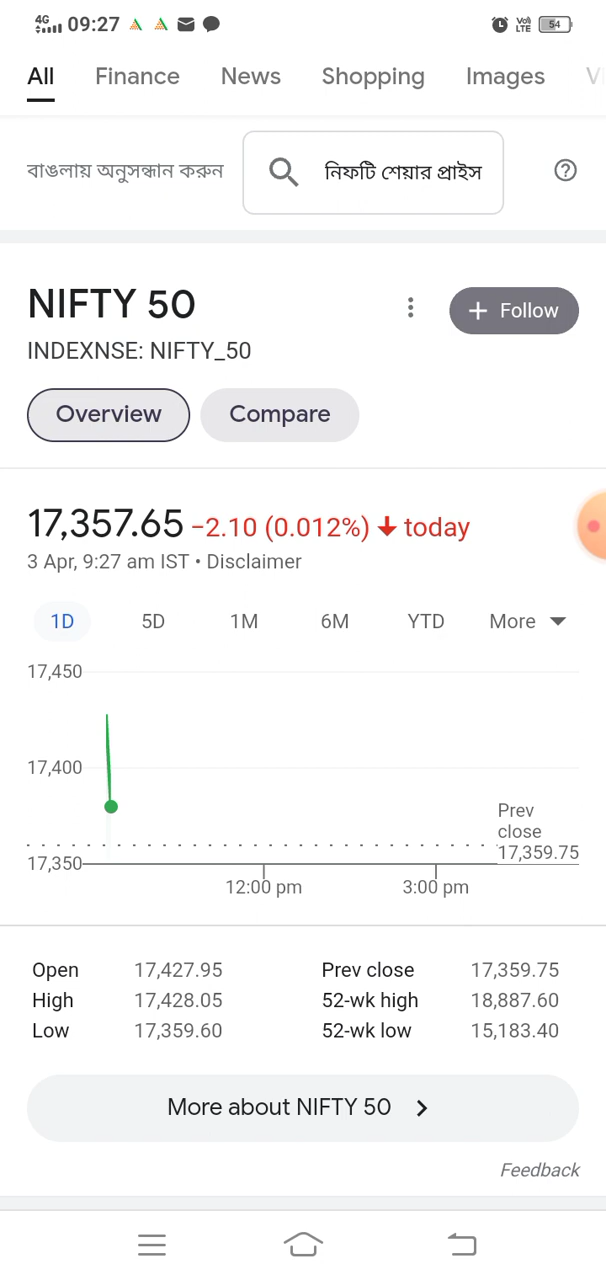 4G 09:27 VoLTE 54
All Finance News Shopping Images
বাঙলায় অনুসন্ধান করুন নিফটি শেয়ার প্রাইস
NIFTY 50
+ Follow
INDEXNSE: NIFTY_50
Overview Compare
17,357.65 −2.10 (0.012%) ↓ today
3 Apr, 9:27 am IST • Disclaimer
1D 5D 1M 6M YTD More
17,450
17,400
Prev
close
17,359.75
17,350
12:00 pm 3:00 pm
Open 17,427.95 Prev close 17,359.75
High 17,428.05 52-wk high 18,887.60
Low 17,359.60 52-wk low 15,183.40
More about NIFTY 50
Feedback